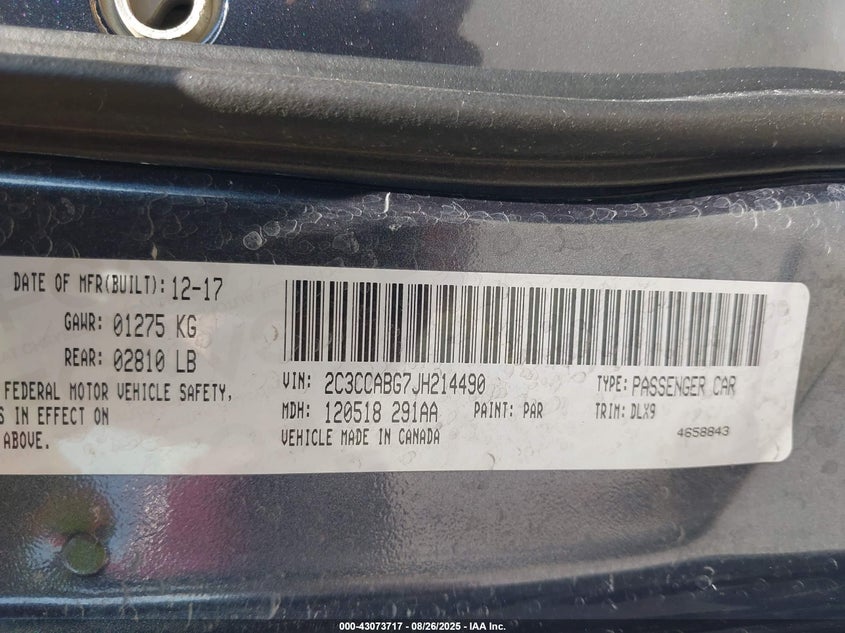 DATE OF MFR(BUILT): 12-17
GAWR: 01275 KG
REAR: 02810 LB
FEDERAL MOTOR VEHICLE SAFETY,
S IN EFFECT ON
ABOVE.
VIN: 2C3CCABG7JH214490 TYPE: PASSENGER CAR
MDH: 120518 291AA PAINT: PAR TRIM: DLX9
VEHICLE MADE IN CANADA 4658843
000-43073717 - 08/26/2025 - IAA Inc.